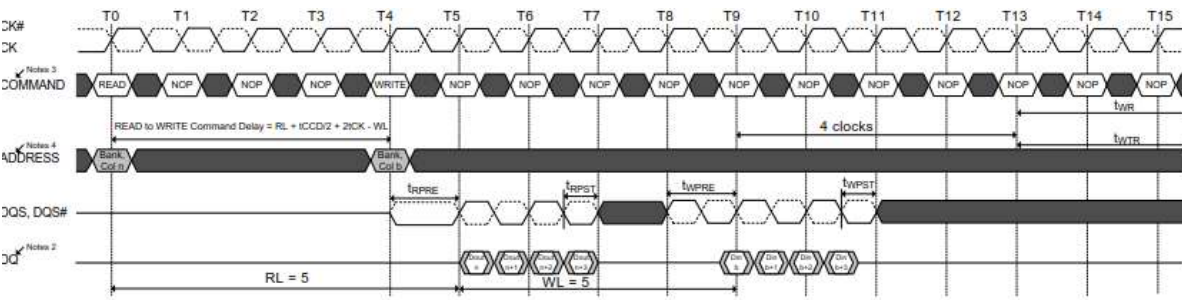 T0 T1 T2 T3 T4 T5 T6 T7 T8 T9 T10 T11 T12 T13 T14 T15
CK#
CK
Notes 3
COMMAND READ NOP NOP NOP WRITE NOP NOP NOP NOP NOP NOP NOP NOP NOP NOP NOP
tWR
READ to WRITE Command Delay = RL + tCCD/2 + 2tCK - WL
4 clocks
Notes 4
tWTR
ADDRESS Bank, Col n Bank, Col b
tRPRE tRPST tWPRE tWPST
DQS, DQS#
Notes 2
DQ Dout n Dout n+1 Dout n+2 Dout n+3 Din b Din b+1 Din b+2 Din b+3
RL = 5 WL = 5